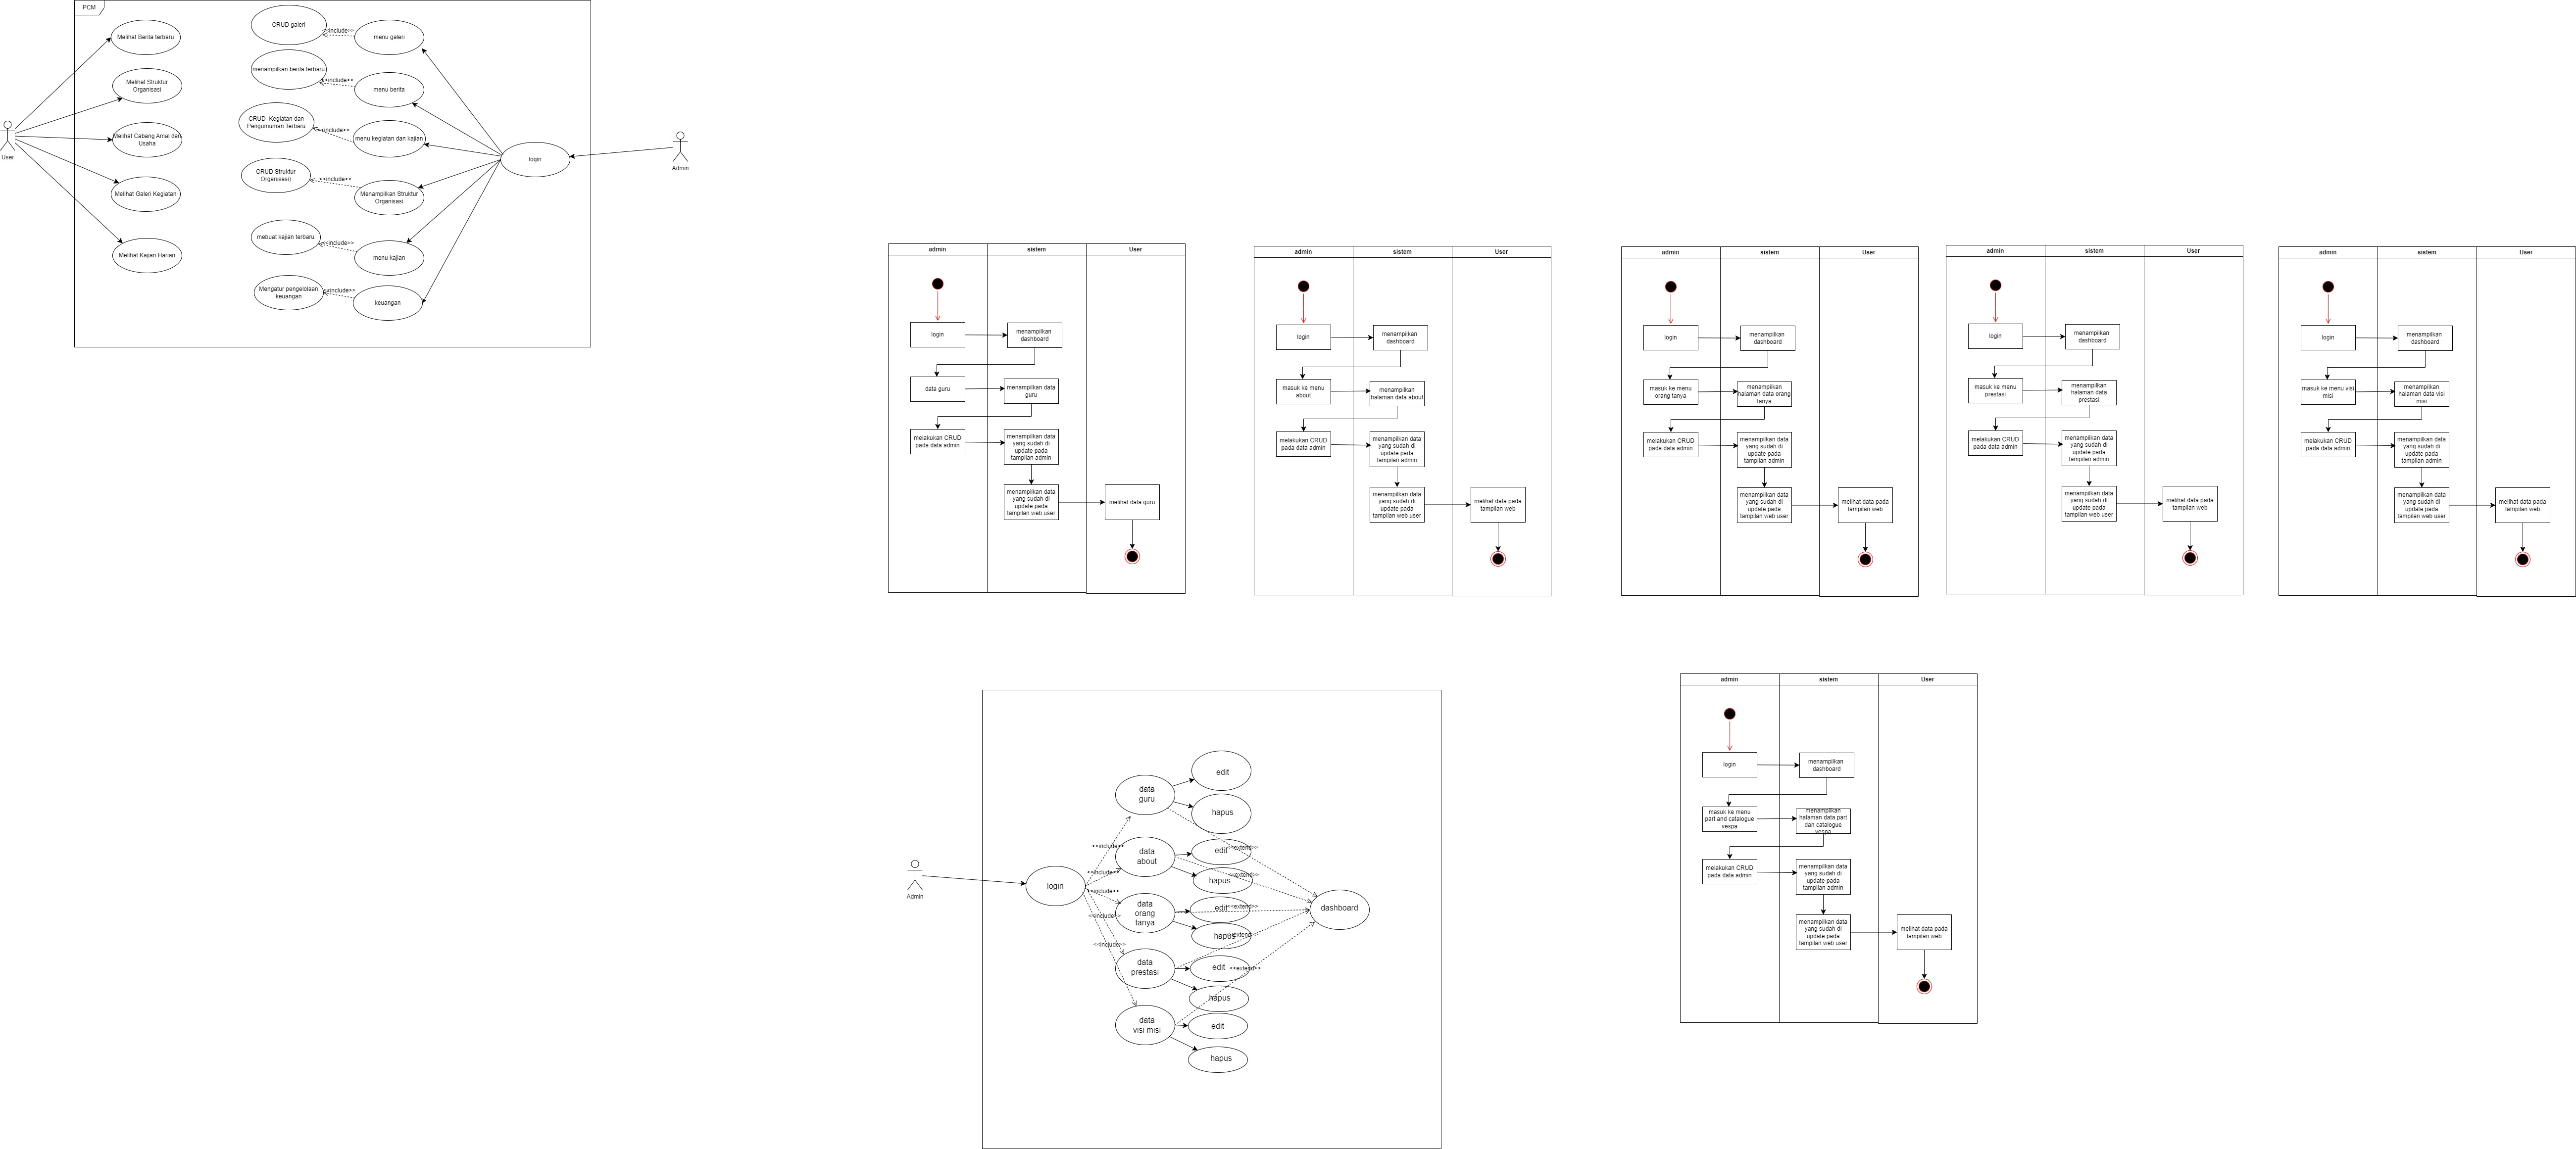 PCM
Melihat Berita terbaru
Melihat Struktur
Organisasi
Melihat Cabang Amal dan
Usaha
Melihat Galeri Kegiatan
Melihat Kajian Harian
User
CRUD galeri
<<include>>
menu galeri
menampilkan berita terbaru
<<include>>
menu berita
CRUD Kegiatan dan
Pengumuman Terbaru
<<include>>
menu kegiatan dan kajian
CRUD Struktur
Organisasi)
<<include>>
Menampilkan Struktur
Organisasi
mebuat kajian terbaru
<<include>>
menu kajian
Mengatur pengelolaan
keuangan
<<include>>
keuangan
login
Admin
admin
sistem
User
login
menampilkan
dashboard
data guru
menampilkan data
guru
melakukan CRUD
pada data admin
menampilkan data
yang sudah di
update pada
tampilan admin
menampilkan data
yang sudah di
update pada
tampilan web user
melihat data guru
admin
sistem
User
login
menampilkan
dashboard
masuk ke menu
about
menampilkan
halaman data about
melakukan CRUD
pada data admin
menampilkan data
yang sudah di
update pada
tampilan admin
menampilkan data
yang sudah di
update pada
tampilan web user
melihat data pada
tampilan web
admin
sistem
User
login
menampilkan
dashboard
masuk ke menu
orang tanya
menampilkan
halaman data orang
tanya
melakukan CRUD
pada data admin
menampilkan data
yang sudah di
update pada
tampilan admin
menampilkan data
yang sudah di
update pada
tampilan web user
melihat data pada
tampilan web
admin
sistem
User
login
menampilkan
dashboard
masuk ke menu
prestasi
menampilkan
halaman data
prestasi
melakukan CRUD
pada data admin
menampilkan data
yang sudah di
update pada
tampilan admin
menampilkan data
yang sudah di
update pada
tampilan web user
melihat data pada
tampilan web
admin
sistem
User
login
menampilkan
dashboard
masuk ke menu visi
misi
menampilkan
halaman data visi
misi
melakukan CRUD
pada data admin
menampilkan data
yang sudah di
update pada
tampilan admin
menampilkan data
yang sudah di
update pada
tampilan web user
melihat data pada
tampilan web
Admin
login
<<include>>
<<include>>
<<include>>
<<include>>
<<include>>
data
guru
edit
hapus
data
about
edit
<<extend>>
hapus
<<extend>>
data
orang
tanya
edit
<<extend>>
hapus
<<extend>>
data
prestasi
edit
<<extend>>
hapus
data
visi misi
edit
hapus
dashboard
admin
sistem
User
login
menampilkan
dashboard
masuk ke menu
part and catalogue
vespa
menampilkan
halaman data part
dan catalogue
vespa
melakukan CRUD
pada data admin
menampilkan data
yang sudah di
update pada
tampilan admin
menampilkan data
yang sudah di
update pada
tampilan web user
melihat data pada
tampilan web